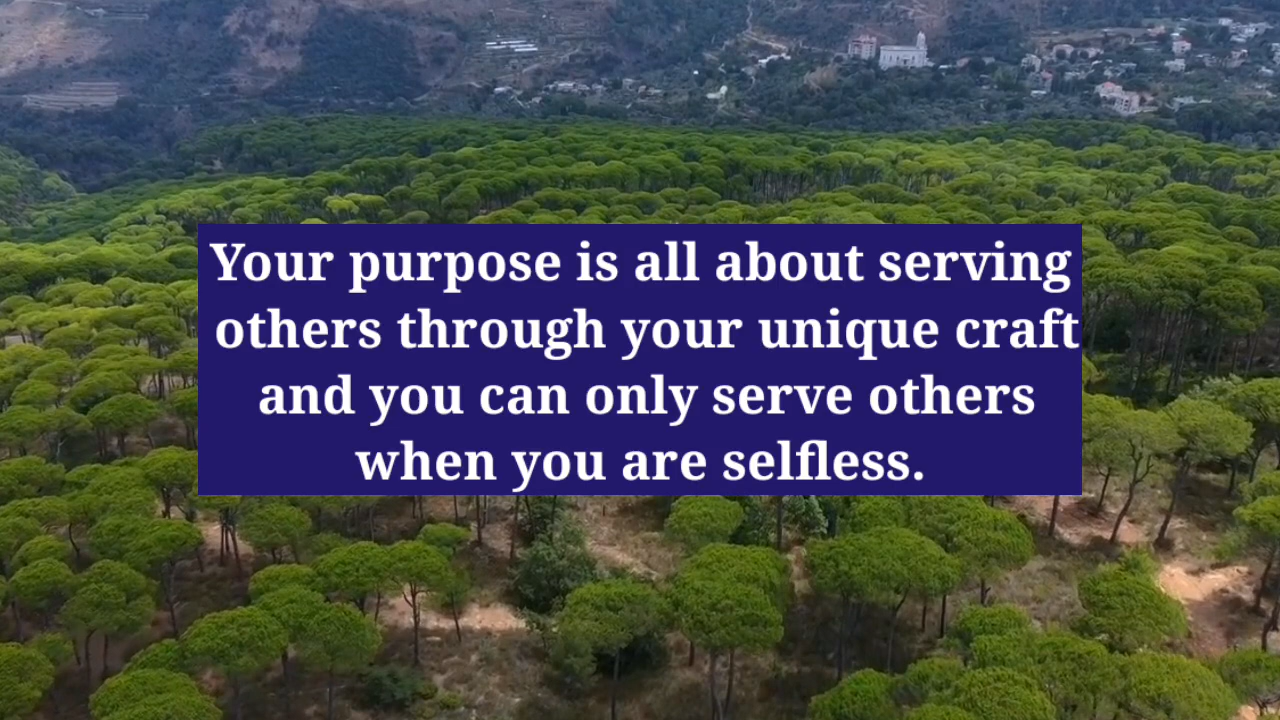 Your purpose is all about serving
others through your unique craft
and you can only serve others
when you are selfless.